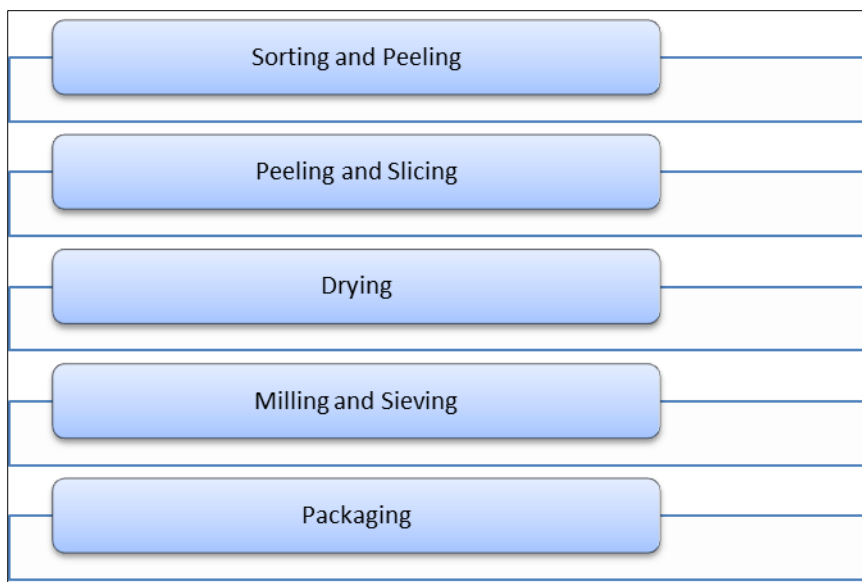 Sorting and Peeling
Peeling and Slicing
Drying
Milling and Sieving
Packaging